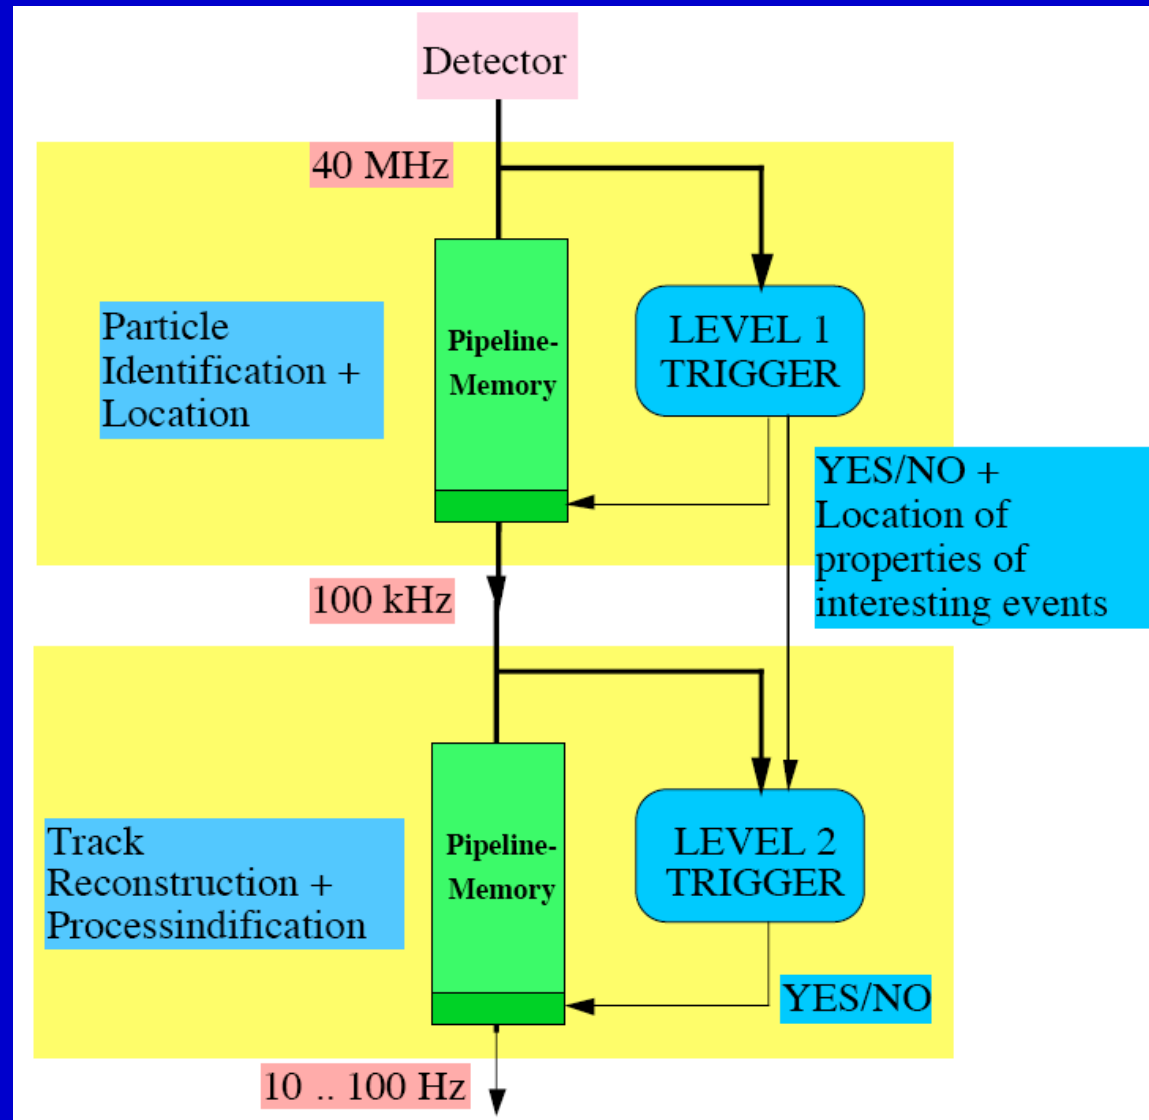 Detector
40 MHz
Particle
Identification +
Location
Pipeline-
Memory
LEVEL 1
TRIGGER
YES/NO +
Location of
properties of
interesting events
100 kHz
Track
Reconstruction +
Processindification
Pipeline-
Memory
LEVEL 2
TRIGGER
YES/NO
10 .. 100 Hz